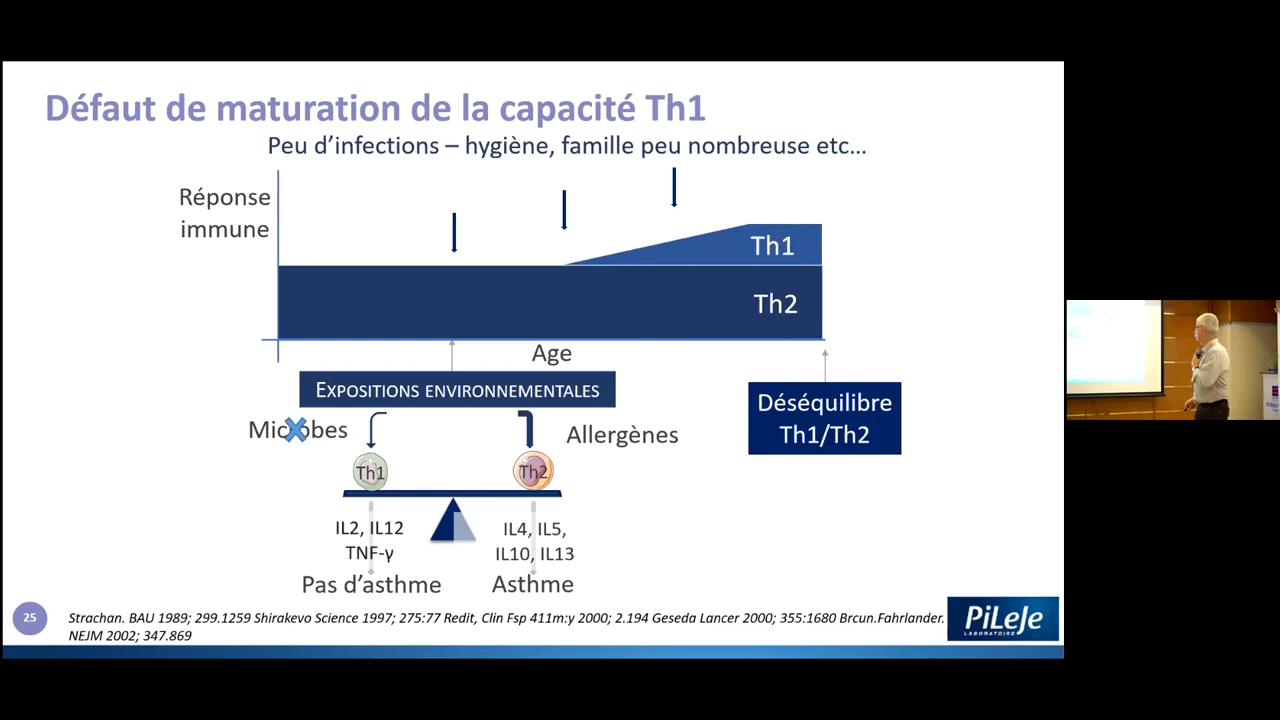 Défaut de maturation de la capacité Th1
Peu d’infections – hygiène, famille peu nombreuse etc…
Réponse
immune
Th1
Th2
Age
EXPOSITIONS ENVIRONNEMENTALES
Déséquilibre
Th1/Th2
Microbes
Allergènes
Th1
Th2
IL2, IL12
TNF-γ
IL4, IL5,
IL10, IL13
Pas d’asthme
Asthme
25
Strachan. BAU 1989; 299.1259 Shirakevo Science 1997; 275:77 Redit, Clin Fsp 411m:y 2000; 2.194 Geseda Lancer 2000; 355:1680 Brcun.Fahrlander.
NEJM 2002; 347.869
PiLeJe
LABORATOIRE